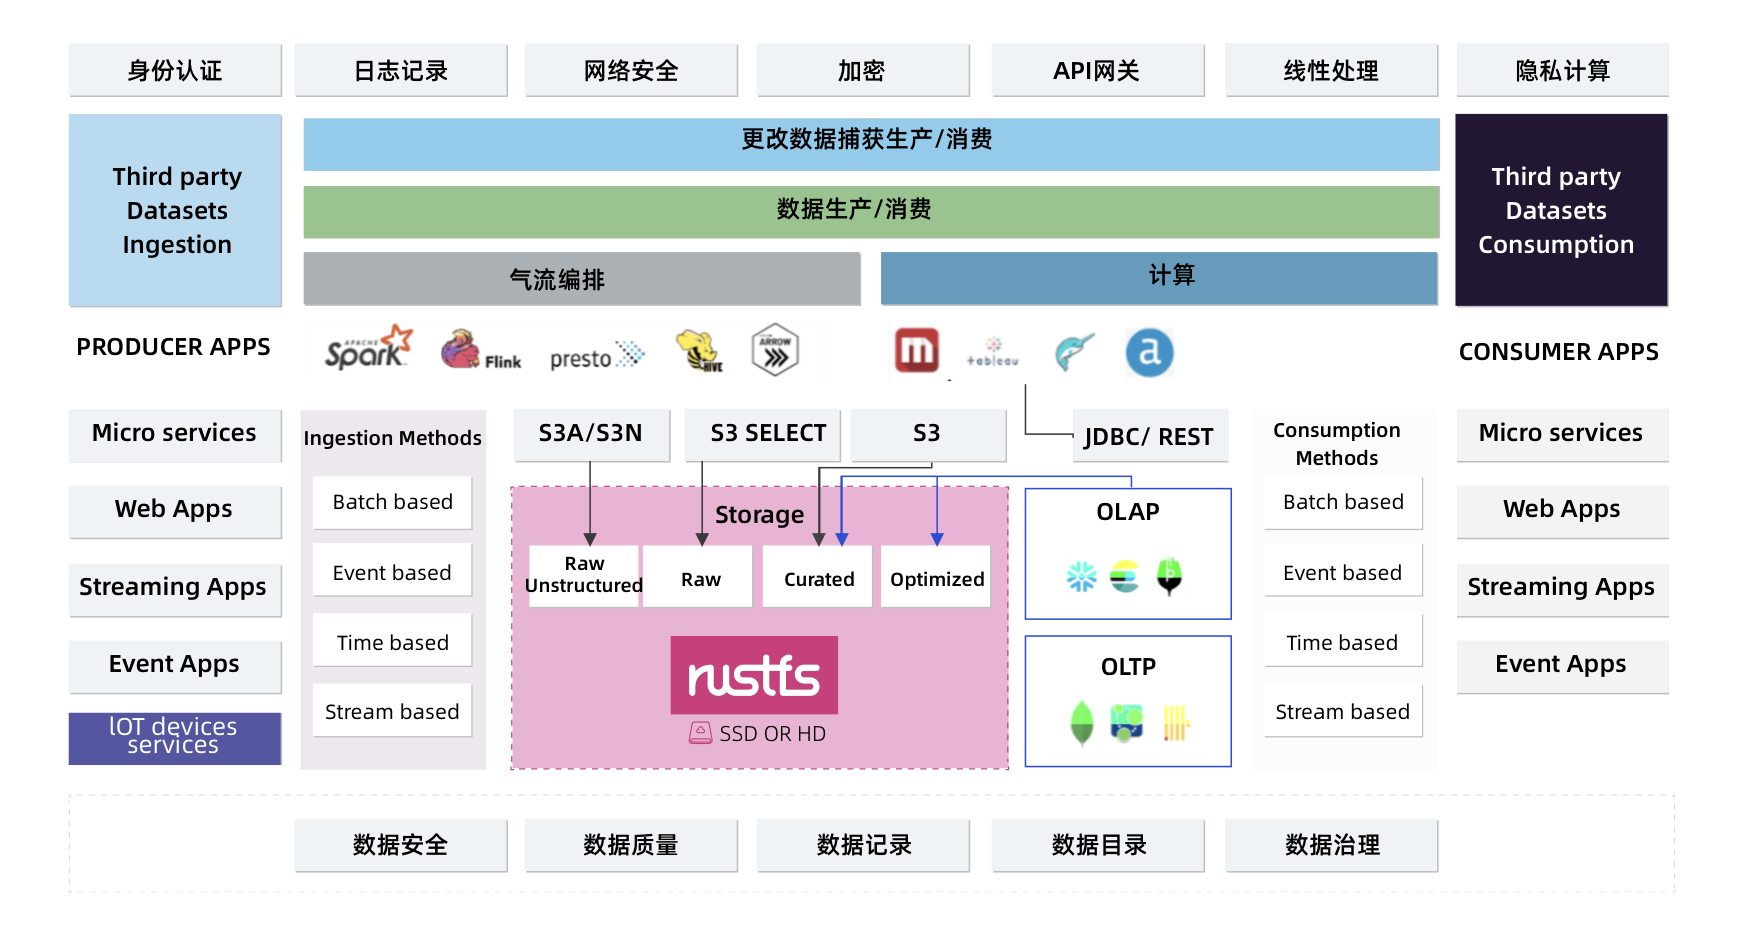 身份认证
日志记录
网络安全
加密
API网关
线性处理
隐私计算
Third party
Datasets
Ingestion
更改数据捕获生产/消费
数据生产/消费
气流编排
计算
Third party
Datasets
Consumption
PRODUCER APPS
APACHE
Spark
Flink
presto
HIVE
ARROW
m
+ableau
a
CONSUMER APPS
Micro services
Web Apps
Streaming Apps
Event Apps
lOT devices
services
Ingestion Methods
Batch based
Event based
Time based
Stream based
S3A/S3N
S3 SELECT
S3
JDBC/ REST
Storage
Raw
Unstructured
Raw
Curated
Optimized
rustfs
SSD OR HD
OLAP
OLTP
Consumption
Methods
Batch based
Event based
Time based
Stream based
Micro services
Web Apps
Streaming Apps
Event Apps
数据安全
数据质量
数据记录
数据目录
数据治理